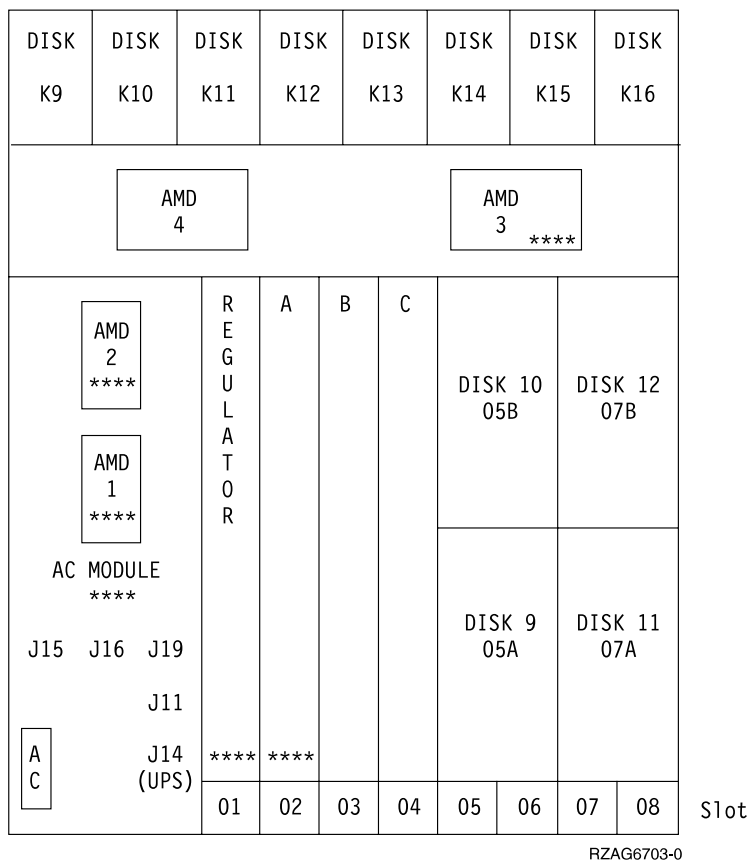 DISK DISK DISK DISK DISK DISK DISK DISK
K9 K10 K11 K12 K13 K14 K15 K16
AMD
4
AMD
3 ****
AMD
2
****
AMD
1
****
AC MODULE
****
J15 J16 J19
J11
J14
(UPS)
A
C
R
E
G
U
L
A
T
O
R
****
A
****
B
C
DISK 10
05B
DISK 12
07B
DISK 9
05A
DISK 11
07A
01 02 03 04 05 06 07 08 Slot
RZAG6703-0